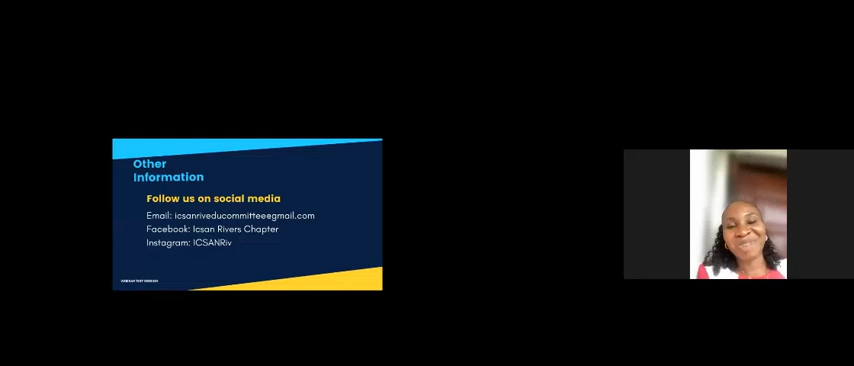 Other
Information
Follow us on social media
Email: icsanriveducommittee@gmail.com
Facebook: Icsan Rivers Chapter
Instagram: ICSANRiv